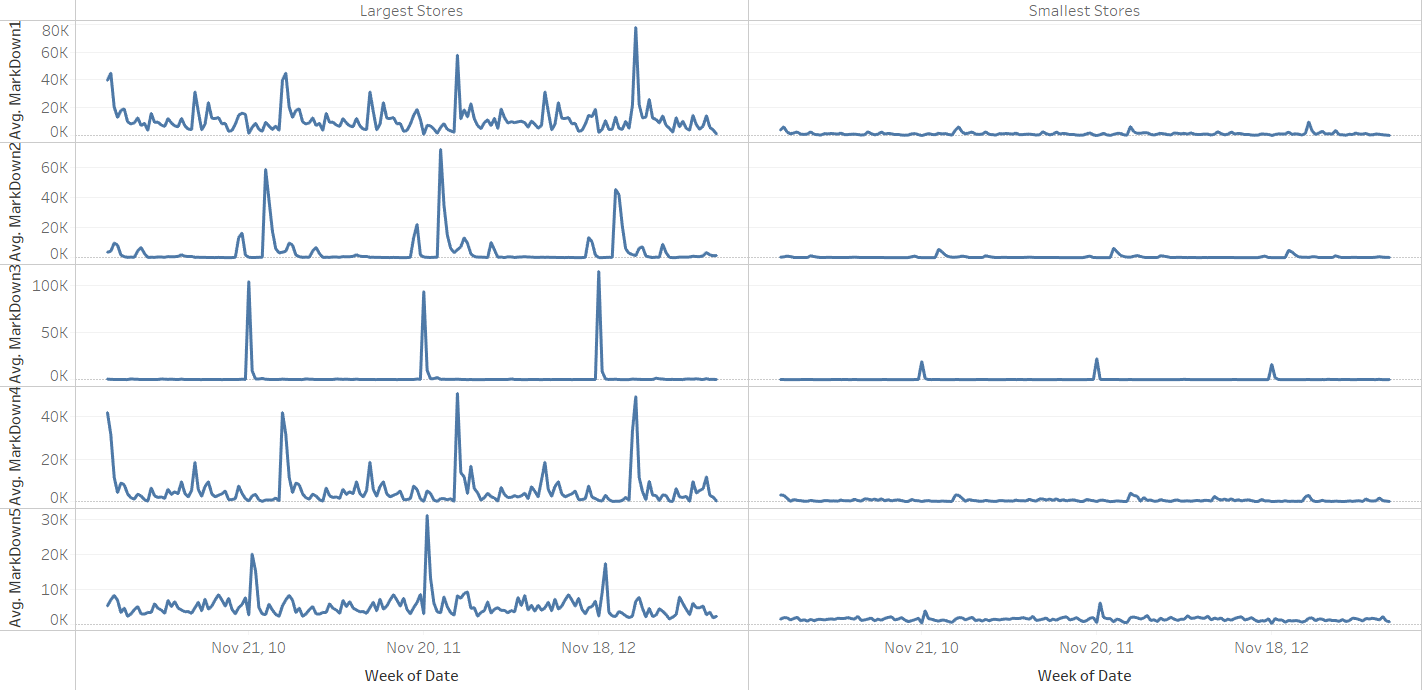 Largest Stores
Smallest Stores
Avg. MarkDown1
80K
60K
40K
20K
0K
Avg. MarkDown2
60K
40K
20K
0K
Avg. MarkDown3
100K
50K
0K
Avg. MarkDown4
40K
20K
0K
Avg. MarkDown5
30K
20K
10K
0K
Nov 21, 10
Nov 20, 11
Nov 18, 12
Nov 21, 10
Nov 20, 11
Nov 18, 12
Week of Date
Week of Date